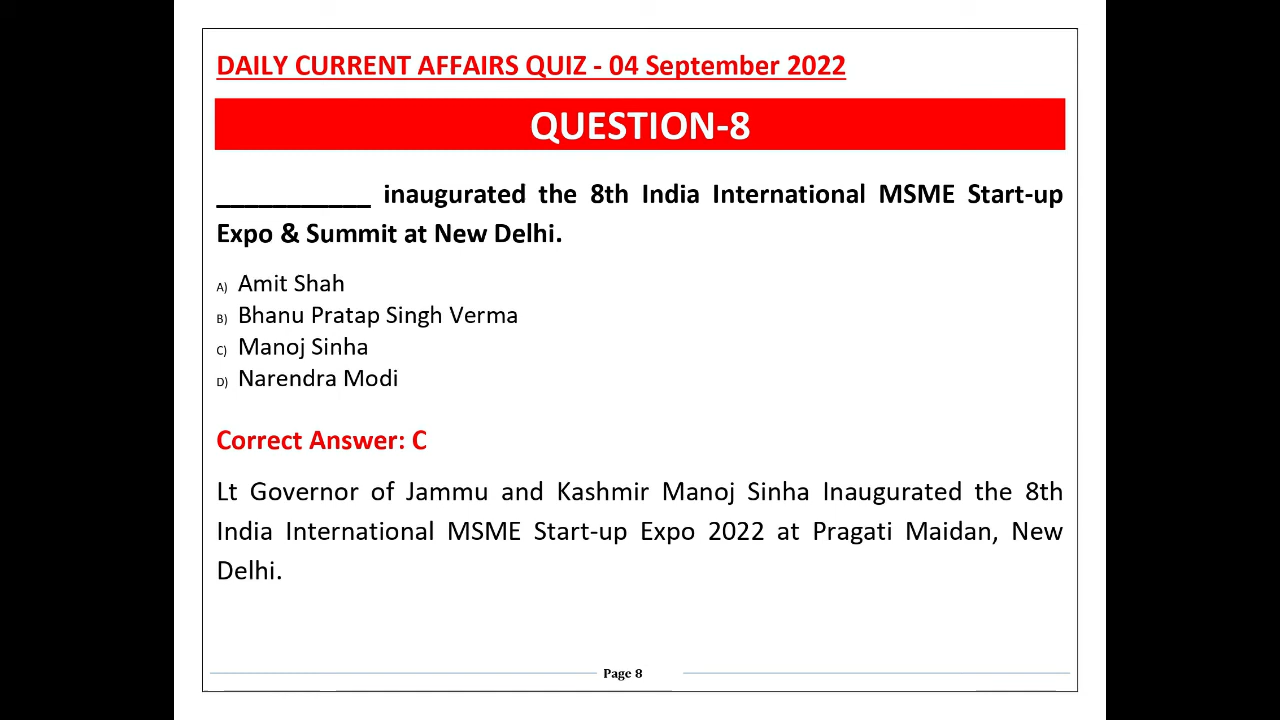 DAILY CURRENT AFFAIRS QUIZ - 04 September 2022
QUESTION-8
___________ inaugurated the 8th India International MSME Start-up
Expo & Summit at New Delhi.
A) Amit Shah
B) Bhanu Pratap Singh Verma
C) Manoj Sinha
D) Narendra Modi
Correct Answer: C
Lt Governor of Jammu and Kashmir Manoj Sinha Inaugurated the 8th
India International MSME Start-up Expo 2022 at Pragati Maidan, New
Delhi.
Page 8